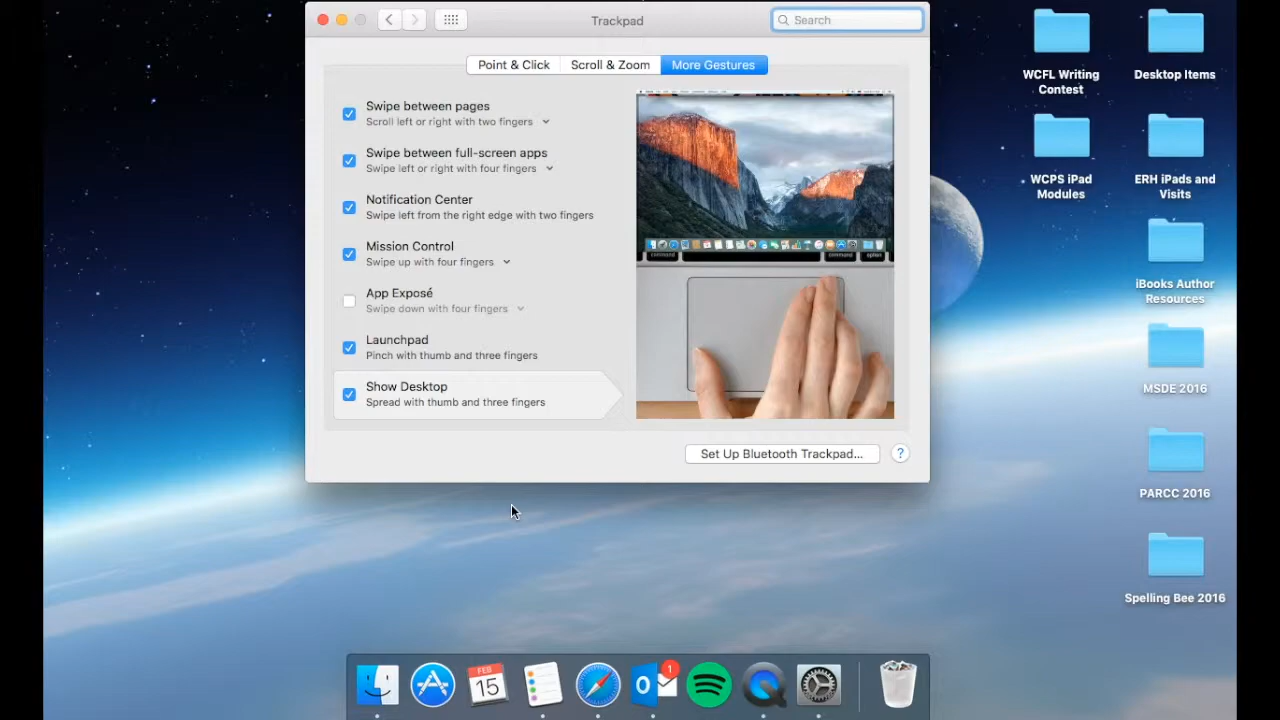 Trackpad
Search
Point & Click
Scroll & Zoom
More Gestures
Swipe between pages
Scroll left or right with two fingers
Swipe between full-screen apps
Swipe left or right with four fingers
Notification Center
Swipe left from the right edge with two fingers
Mission Control
Swipe up with four fingers
App Exposé
Swipe down with four fingers
Launchpad
Pinch with thumb and three fingers
Show Desktop
Spread with thumb and three fingers
command
command
option
Set Up Bluetooth Trackpad...
?
WCFL Writing
Contest
Desktop Items
WCPS iPad
Modules
ERH iPads and
Visits
iBooks Author
Resources
MSDE 2016
PARCC 2016
Spelling Bee 2016
FEB
15
O
1